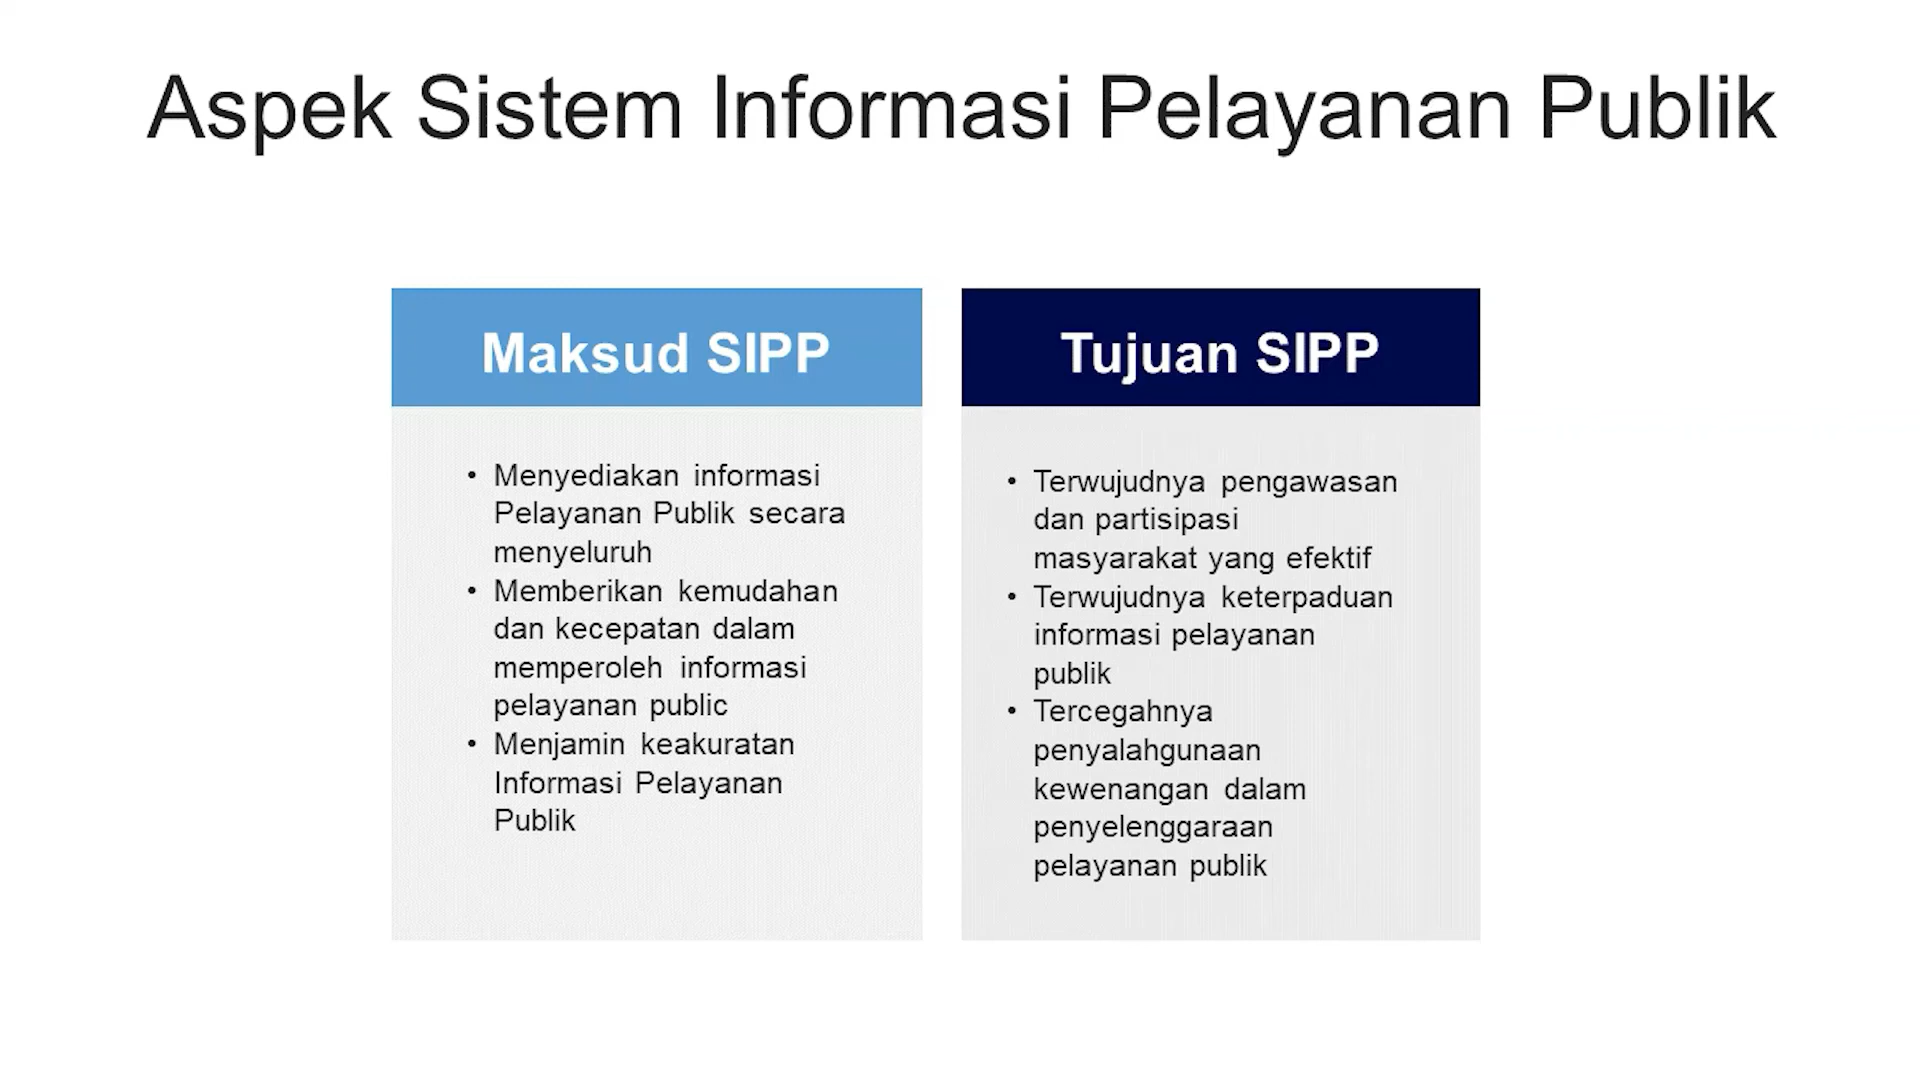 Aspek Sistem Informasi Pelayanan Publik
Maksud SIPP
• Menyediakan informasi
Pelayanan Publik secara
menyeluruh
• Memberikan kemudahan
dan kecepatan dalam
memperoleh informasi
pelayanan public
• Menjamin keakuratan
Informasi Pelayanan
Publik
Tujuan SIPP
• Terwujudnya pengawasan
dan partisipasi
masyarakat yang efektif
• Terwujudnya keterpaduan
informasi pelayanan
publik
• Tercegahnya
penyalahgunaan
kewenangan dalam
penyelenggaraan
pelayanan publik